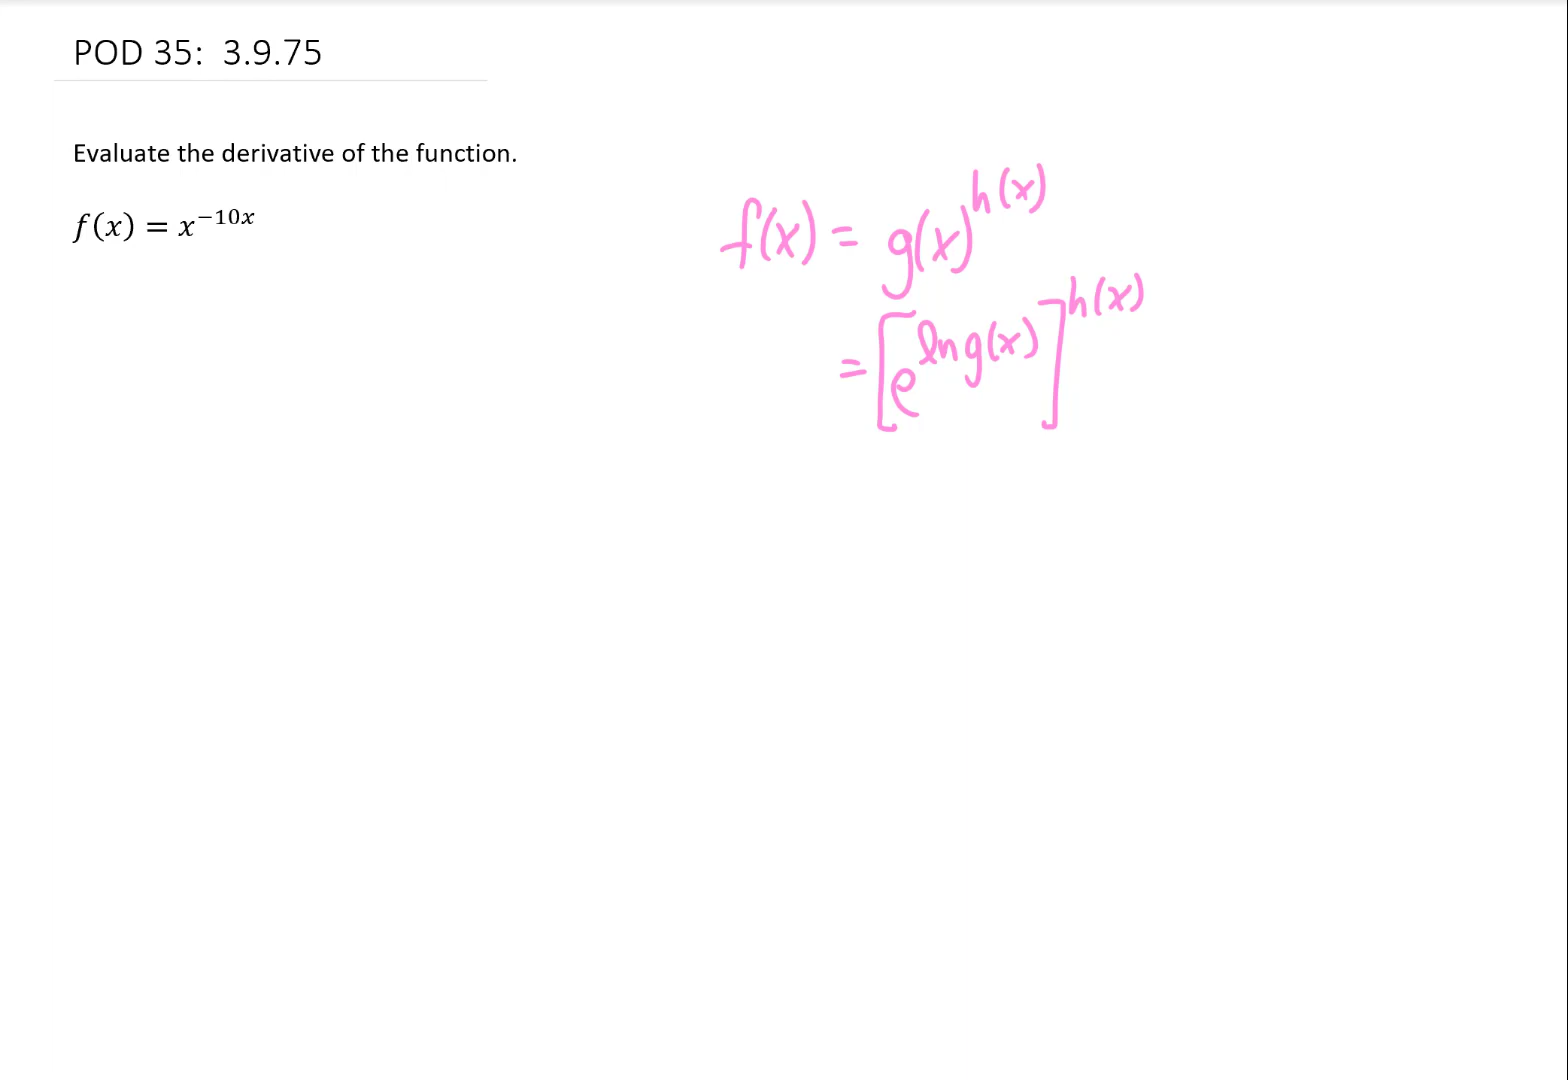 POD 35:  3.9.75
Evaluate the derivative of the function.
f(x) = x^{-10x}
f(x) = g(x)^{h(x)}
= [e^{ln g(x)}]^{h(x)}